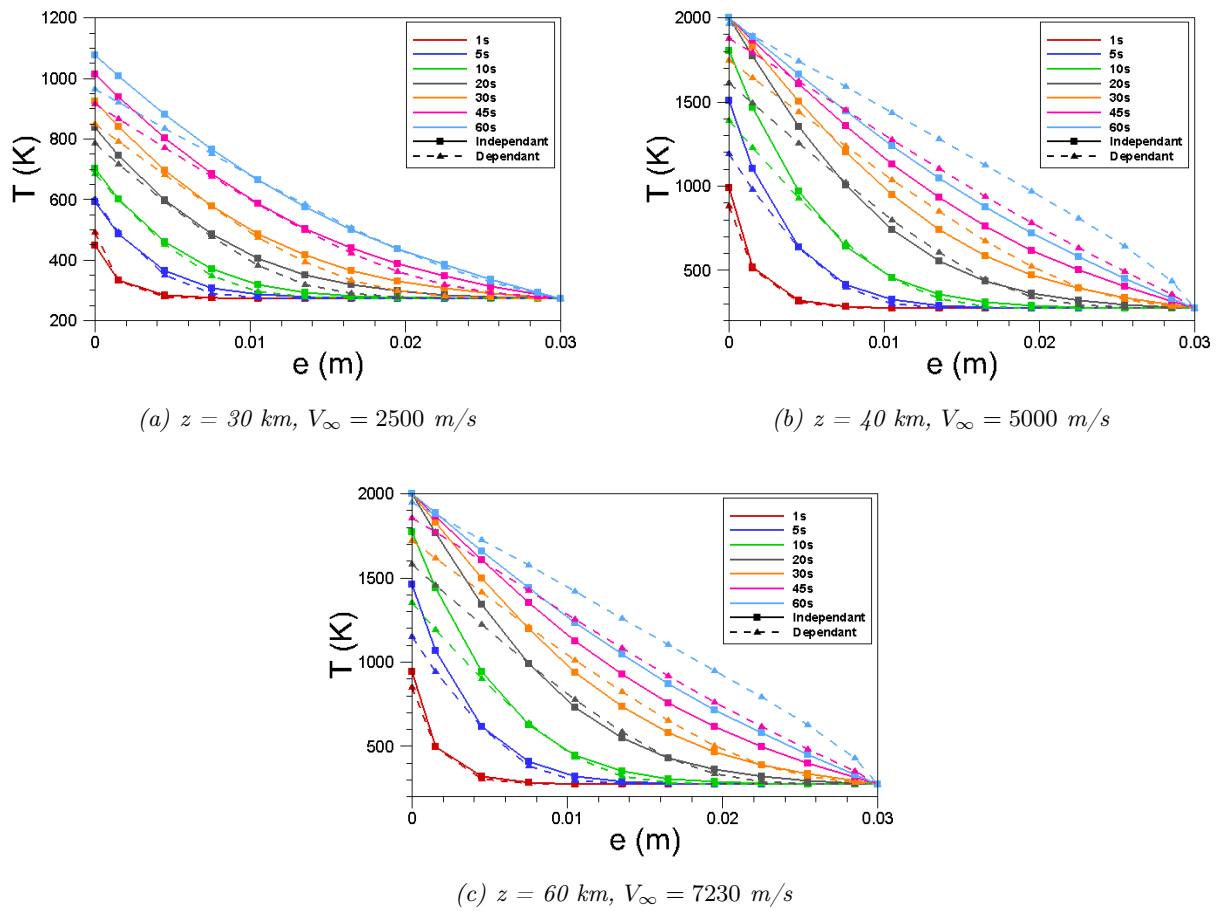 1200
1000
800
600
400
200
T (K)
0
0.01
0.02
0.03
e (m)
1s
5s
10s
20s
30s
45s
60s
Independant
Dependant
(a) z = 30 km, V∞ = 2500 m/s
2000
1500
1000
500
T (K)
0
0.01
0.02
0.03
e (m)
1s
5s
10s
20s
30s
45s
60s
Independant
Dependant
(b) z = 40 km, V∞ = 5000 m/s
2000
1500
1000
500
T (K)
0
0.01
0.02
0.03
e (m)
1s
5s
10s
20s
30s
45s
60s
Independant
Dependant
(c) z = 60 km, V∞ = 7230 m/s